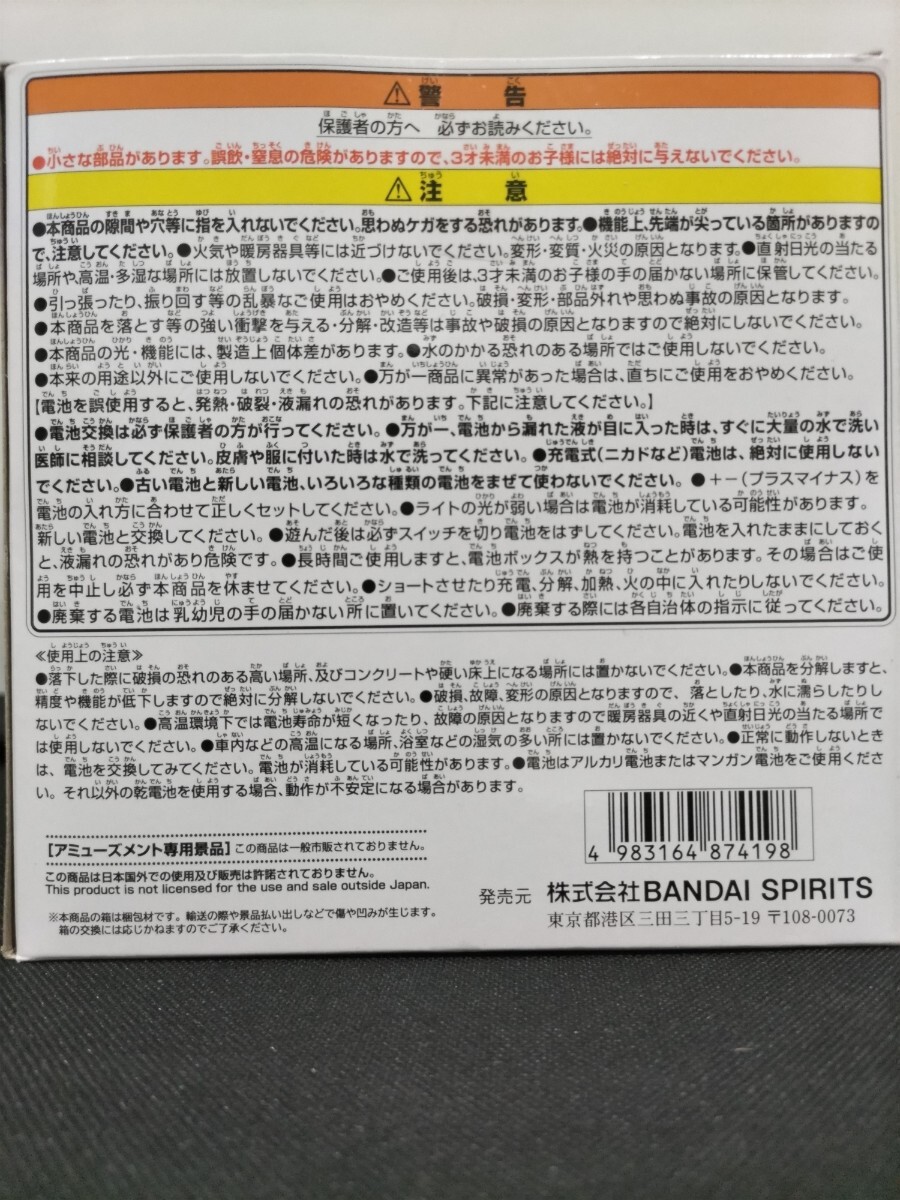 ⚠警告
保護者の方へ 必ずお読みください。
●小さな部品があります。誤飲・窒息の危険がありますので、3才未満のお子様には絶対に与えないでください。
⚠注意
●本商品の隙間や穴等に指を入れないでください。思わぬケガをする恐れがあります。●機能上、先端が尖っている箇所がありますの
で、注意してください。●火気や暖房器具等には近づけないでください。変形・変質・火災の原因となります。●直射日光の当たる
場所や、高温・多湿な場所には放置しないでください。●ご使用後は、3才未満のお子様の手の届かない場所に保管してください。
●引っ張ったり、振り回す等の乱暴なご使用はおやめください。破損・変形・部品外れや思わぬ事故の原因となります。
●本商品を落とす等の強い衝撃を与える・分解・改造等は事故や破損の原因となりますので絶対にしないでください。
●本商品の光・機能には、製造上個体差があります。●水のかかる恐れのある場所ではご使用しないでください。
●本来の用途以外にご使用しないでください。●万が一商品に異常があった場合は、直ちにご使用をおやめください。
【電池を誤使用すると、発熱・破裂・液漏れの恐れがあります。下記に注意してください。】
●電池交換は必ず保護者の方が行ってください。●万が一、電池から漏れた液が目に入った時は、すぐに大量の水で洗い
医師に相談してください。皮膚や服に付いた時は水で洗ってください。●充電式(ニカドなど)電池は、絶対に使用しない
でください。●古い電池と新しい電池、いろいろな種類の電池をまぜて使わないでください。●+-(プラスマイナス)を
電池の入れ方に合わせて正しくセットしてください。●ライトの光が弱い場合は電池が消耗している可能性があります。
新しい電池と交換してください。●遊んだ後は必ずスイッチを切り電池をはずしてください。電池を入れたままにしておく
と、液漏れの恐れがあり危険です。●長時間ご使用しますと、電池ボックスが熱を持つことがあります。その場合はご使
用を中止し必ず本商品を休ませてください。●ショートさせたり充電、分解、加熱、火の中に入れたりしないでください。
●廃棄する電池は乳幼児の手の届かない所に置いてください。●廃棄する際には各自治体の指示に従ってください。
≪使用上の注意≫
●落下した際に破損の恐れのある高い場所、及びコンクリートや硬い床上になる場所には置かないでください。●本商品を分解しますと、
精度や機能が低下しますので絶対に分解しないでください。●破損、故障、変形の原因となりますので、落としたり、水に濡らしたりし
ないでください。●高温環境下では電池寿命が短くなったり、故障の原因となりますので暖房器具の近くや直射日光の当たる場所で
は使用しないでください。●車内などの高温になる場所、浴室などの湿気の多い所には置かないでください。●正常に動作しないとき
は、電池を交換してみてください。電池が消耗している可能性があります。●電池はアルカリ電池またはマンガン電池をご使用くださ
い。それ以外の乾電池を使用する場合、動作が不安定になる場合があります。
[アミューズメント専用景品] この商品は一般市販されておりません。
この商品は日本国外での使用及び販売は許諾されておりません。
This product is not licensed for the use and sale outside Japan.
※本商品の箱は梱包材です。輸送の際や景品払い出しなどで傷や凹みが生じます。
箱の交換には応じかねますのでご了承ください。
4 983164 874198
発売元 株式会社BANDAI SPIRITS
東京都港区三田三丁目5-19 〒108-0073